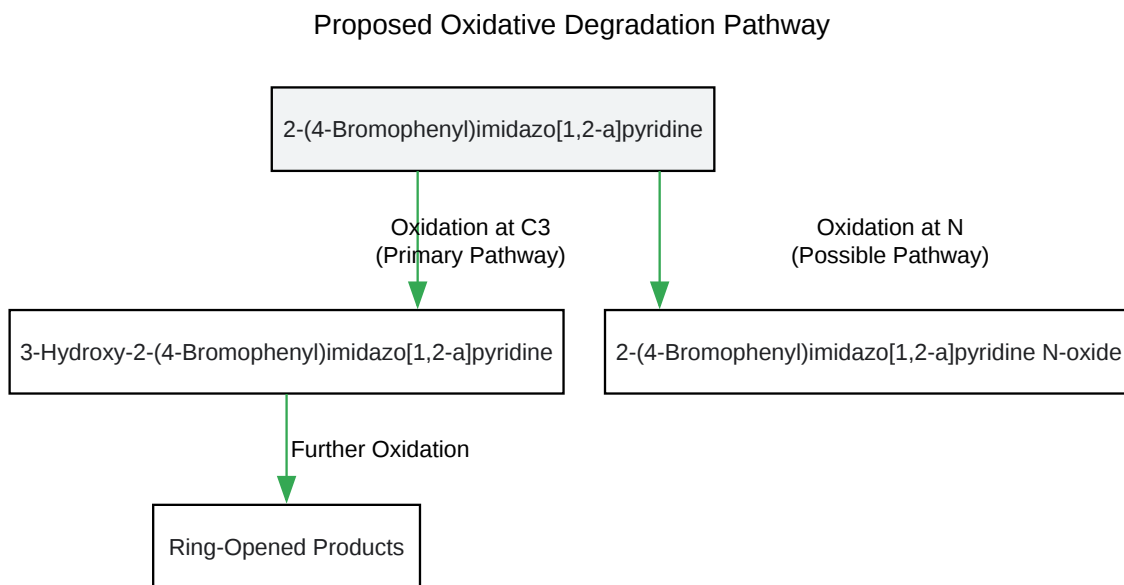 Proposed Oxidative Degradation Pathway
2-(4-Bromophenyl)imidazo[1,2-a]pyridine
Oxidation at C3
(Primary Pathway)
Oxidation at N
(Possible Pathway)
3-Hydroxy-2-(4-Bromophenyl)imidazo[1,2-a]pyridine
2-(4-Bromophenyl)imidazo[1,2-a]pyridine N-oxide
Further Oxidation
Ring-Opened Products